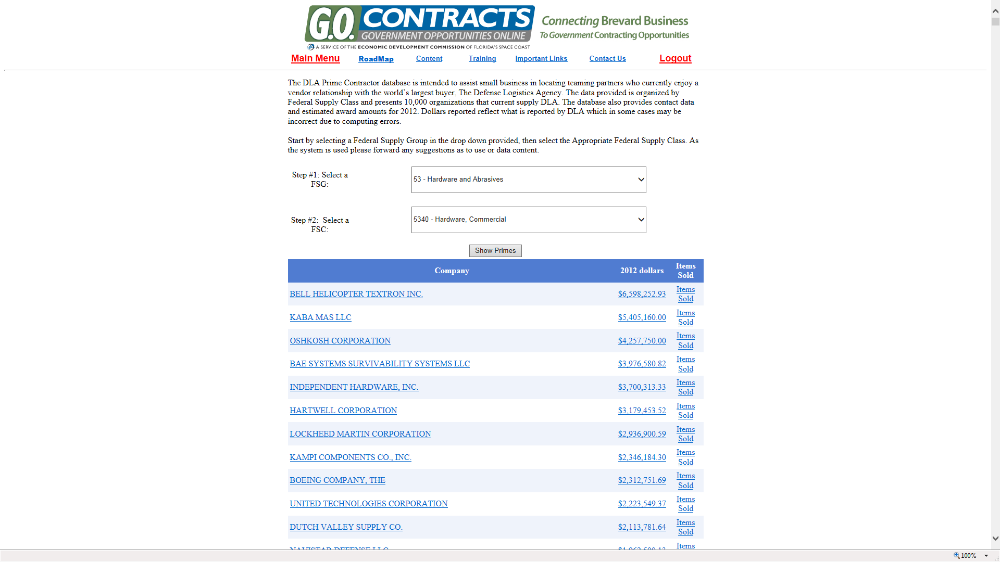 G.O. CONTRACTS
GOVERNMENT OPPORTUNITIES ONLINE
A SERVICE OF THE ECONOMIC DEVELOPMENT COMMISSION OF FLORIDA'S SPACE COAST
Connecting Brevard Business
To Government Contracting Opportunities
Main Menu RoadMap Content Training Important Links Contact Us Logout
The DLA Prime Contractor database is intended to assist small business in locating teaming partners who currently enjoy a
vendor relationship with the world’s largest buyer, The Defense Logistics Agency. The data provided is organized by
Federal Supply Class and presents 10,000 organizations that current supply DLA. The database also provides contact data
and estimated award amounts for 2012. Dollars reported reflect what is reported by DLA which in some cases may be
incorrect due to computing errors.
Start by selecting a Federal Supply Group in the drop down provided, then select the Appropriate Federal Supply Class. As
the system is used please forward any suggestions as to use or data content.
Step #1: Select a
FSG:
53 - Hardware and Abrasives
Step #2: Select a
FSC:
5340 - Hardware, Commercial
Show Primes
Company 2012 dollars Items
Sold
BELL HELICOPTER TEXTRON INC. $6,598,252.93 Items
Sold
KABA MAS LLC $5,405,160.00 Items
Sold
OSHKOSH CORPORATION $4,257,750.00 Items
Sold
BAE SYSTEMS SURVIVABILITY SYSTEMS LLC $3,976,580.82 Items
Sold
INDEPENDENT HARDWARE, INC. $3,700,313.33 Items
Sold
HARTWELL CORPORATION $3,179,453.52 Items
Sold
LOCKHEED MARTIN CORPORATION $2,936,900.59 Items
Sold
KAMPI COMPONENTS CO., INC. $2,346,184.30 Items
Sold
BOEING COMPANY, THE $2,312,751.69 Items
Sold
UNITED TECHNOLOGIES CORPORATION $2,223,549.37 Items
Sold
DUTCH VALLEY SUPPLY CO. $2,113,781.64 Items
Sold
NAVISTAR DEFENSE LLC Items
100%